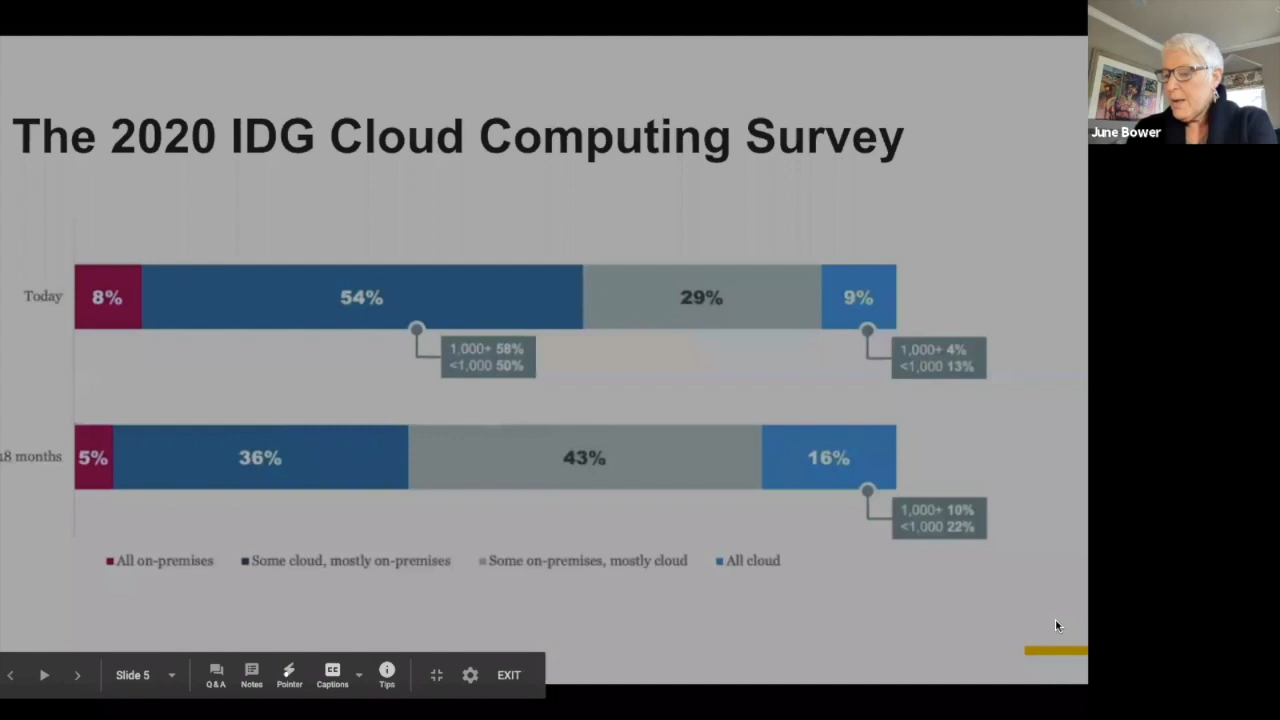 The 2020 IDG Cloud Computing Survey
June Bower
Today
8%
54%
29%
9%
1,000+ 58%
<1,000 50%
1,000+ 4%
<1,000 13%
18 months
5%
36%
43%
16%
1,000+ 10%
<1,000 22%
All on-premises
Some cloud, mostly on-premises
Some on-premises, mostly cloud
All cloud
Slide 5
Q&A
Notes
Pointer
CC
Captions
Tips
EXIT